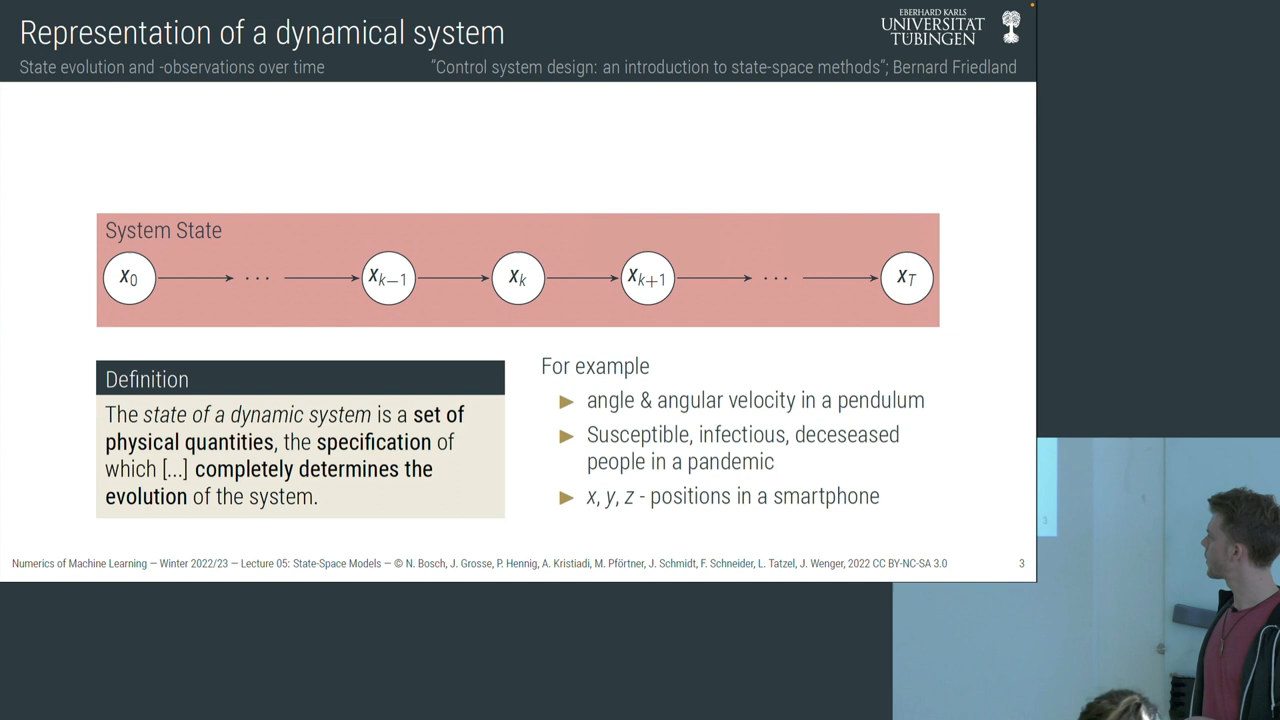 Representation of a dynamical system
State evolution and -observations over time
"Control system design: an introduction to state-space methods"; Bernard Friedland
EBERHARD KARLS
UNIVERSITÄT
TÜBINGEN
System State
x0 ··· xk−1 xk xk+1 ··· xT
Definition
The state of a dynamic system is a set of
physical quantities, the specification of
which [...] completely determines the
evolution of the system.
For example
▶ angle & angular velocity in a pendulum
▶ Susceptible, infectious, deceased
people in a pandemic
▶ x, y, z - positions in a smartphone
Numerics of Machine Learning — Winter 2022/23 — Lecture 05: State-Space Models — © N. Bosch, J. Grosse, P. Hennig, A. Kristiadi, M. Pförtner, J. Schmidt, F. Schneider, L. Tatzel, J. Wenger, 2022 CC BY-NC-SA 3.0
3